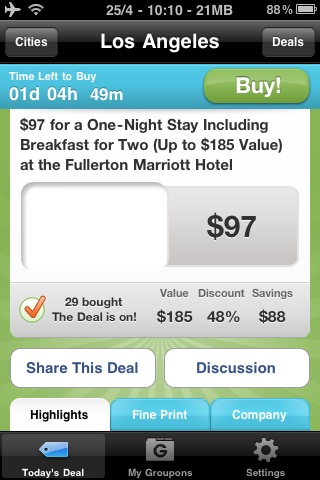 25/4 - 10:10 - 21MB
88%
Cities
Los Angeles
Deals
Time Left to Buy
01d 04h 49m
Buy!
$97 for a One-Night Stay Including
Breakfast for Two (Up to $185 Value)
at the Fullerton Marriott Hotel
$97
29 bought
The Deal is on!
Value Discount Savings
$185 48% $88
Share This Deal
Discussion
Highlights
Fine Print
Company
G
Today's Deal
My Groupons
Settings